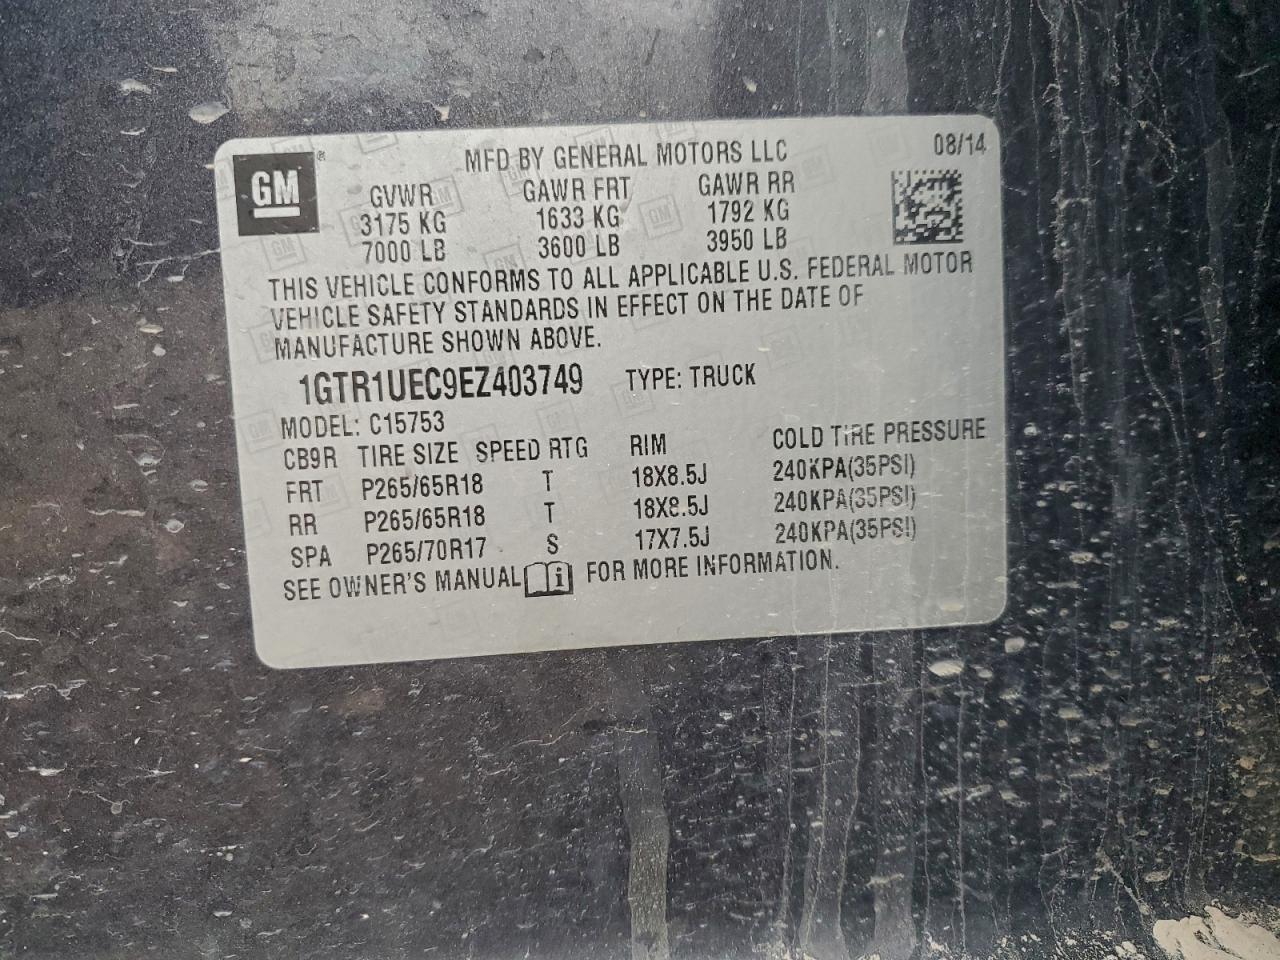 GM ® MFD BY GENERAL MOTORS LLC 08/14
GVWR GAWR FRT GAWR RR
3175 KG 1633 KG 1792 KG
7000 LB 3600 LB 3950 LB
THIS VEHICLE CONFORMS TO ALL APPLICABLE U.S. FEDERAL MOTOR
VEHICLE SAFETY STANDARDS IN EFFECT ON THE DATE OF
MANUFACTURE SHOWN ABOVE.
1GTR1UEC9EZ403749 TYPE: TRUCK
MODEL: C15753
CB9R TIRE SIZE SPEED RTG RIM COLD TIRE PRESSURE
FRT P265/65R18 T 18X8.5J 240KPA(35PSI)
RR P265/65R18 T 18X8.5J 240KPA(35PSI)
SPA P265/70R17 S 17X7.5J 240KPA(35PSI)
SEE OWNER'S MANUAL i FOR MORE INFORMATION.